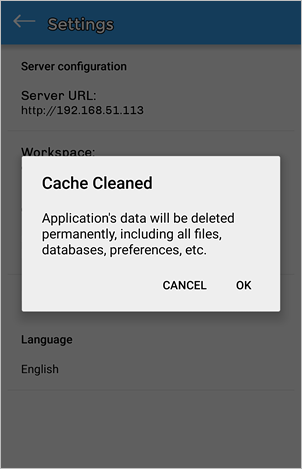 Settings
Server configuration
Server URL:
http://192.168.51.113
Workspace:
Cache Cleaned
Application's data will be deleted
permanently, including all files,
databases, preferences, etc.
CANCEL OK
Language
English